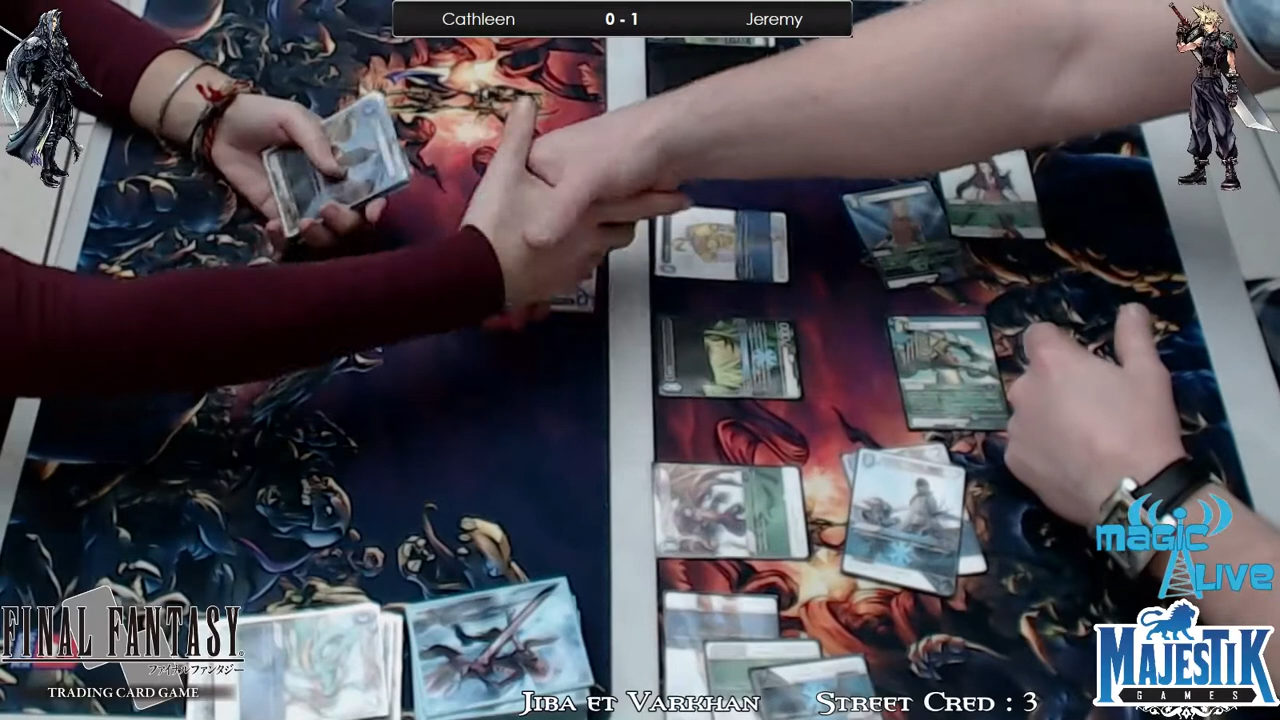 Cathleen 0 - 1 Jeremy
FINAL FANTASY
ファイナルファンタジー
TRADING CARD GAME
magic
Live
MAJESTIK
GAMES
Jiba et Varkhan Street Cred : 3